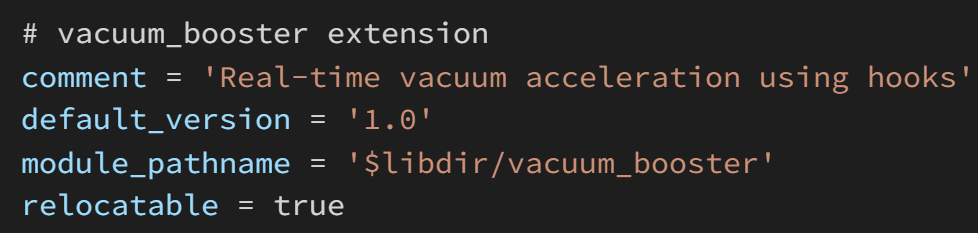 # vacuum_booster extension
comment = 'Real-time vacuum acceleration using hooks'
default_version = '1.0'
module_pathname = '$libdir/vacuum_booster'
relocatable = true